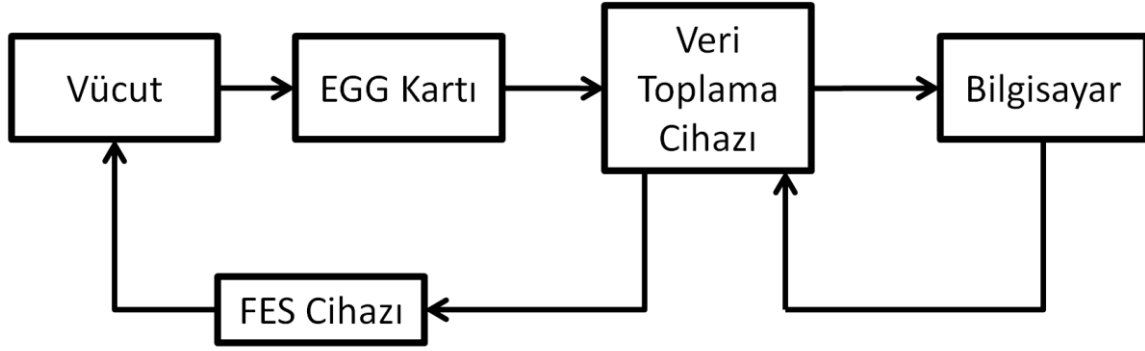 Vücut
EGG Kartı
Veri
Toplama
Cihazı
Bilgisayar
FES Cihazı